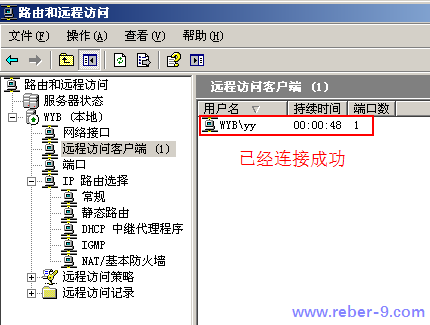 路由和远程访问
文件(F) 操作(A) 查看(V) 帮助(H)
路由和远程访问
服务器状态
WYB (本地)
网络接口
远程访问客户端 (1)
端口
IP 路由选择
常规
静态路由
DHCP 中继代理程序
IGMP
NAT/基本防火墙
远程访问策略
远程访问记录
远程访问客户端 (1)
用户名 持续时间 端口数
WYB\yy 00:00:48 1
已经连接成功
www.reber-9.com